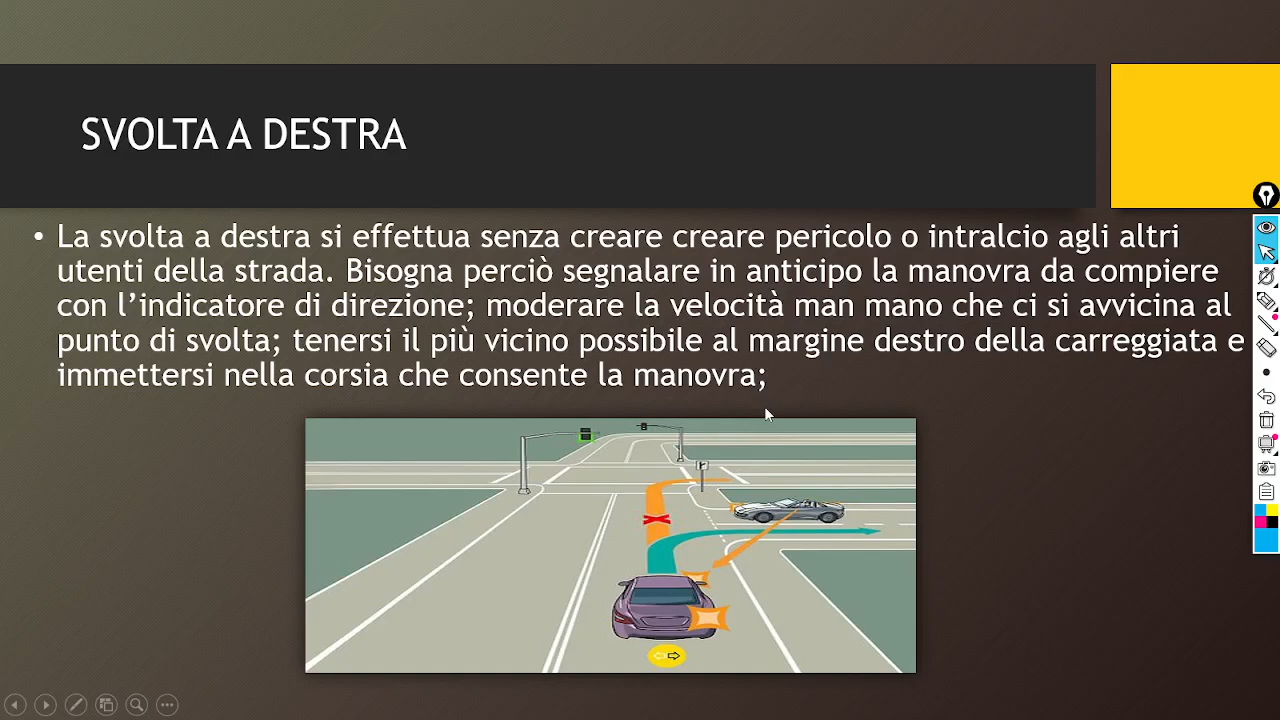 SVOLTA A DESTRA
• La svolta a destra si effettua senza creare creare pericolo o intralcio agli altri
utenti della strada. Bisogna perciò segnalare in anticipo la manovra da compiere
con l’indicatore di direzione; moderare la velocità man mano che ci si avvicina al
punto di svolta; tenersi il più vicino possibile al margine destro della carreggiata e
immettersi nella corsia che consente la manovra;